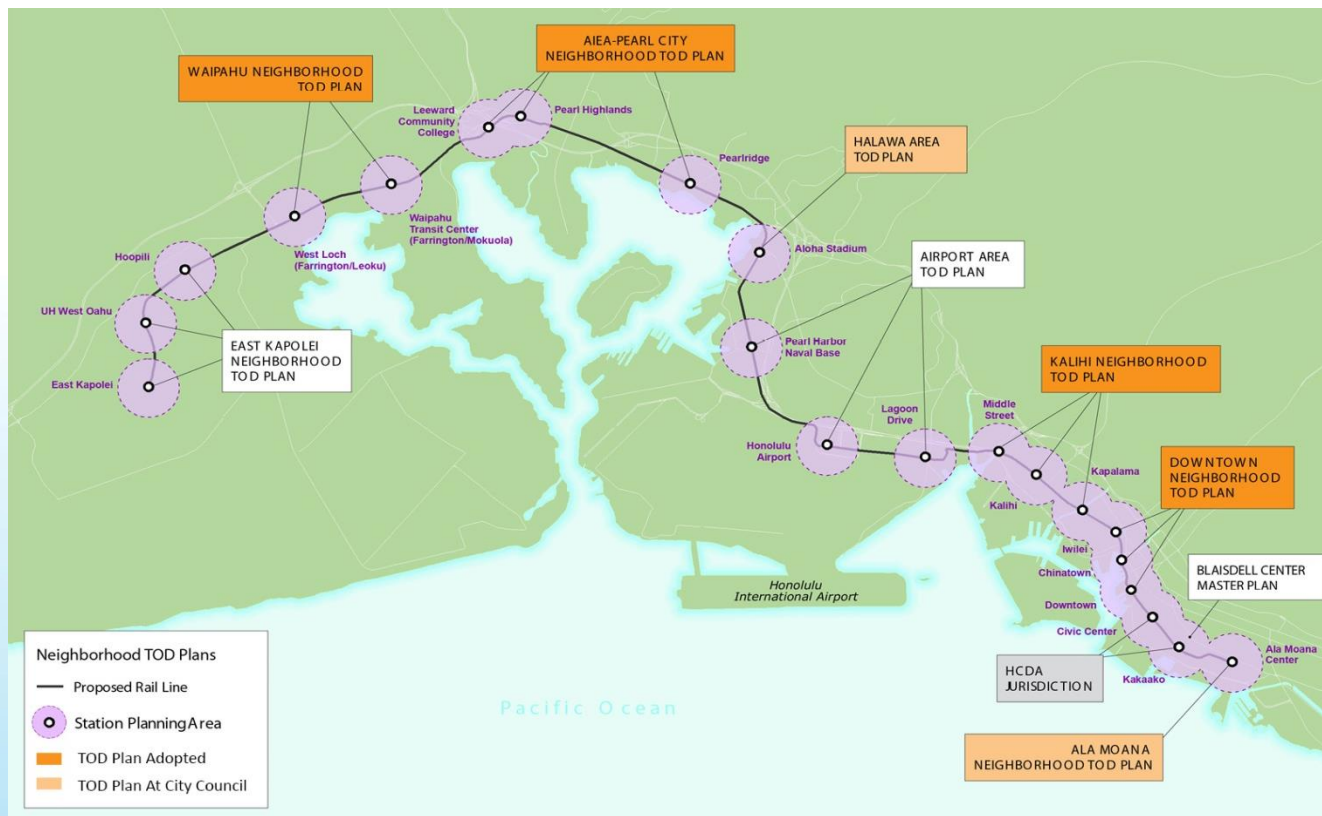 AIEA-PEARL CITY
NEIGHBORHOOD TOD PLAN
WAIPAHU NEIGHBORHOOD
TOD PLAN
Leeward
Community
College
Pearl Highlands
Pearlridge
HALAWA AREA
TOD PLAN
Waipahu
Transit Center
(Farrington/Mokuola)
West Loch
(Farrington/Leoku)
Hoopili
UH West Oahu
East Kapolei
EAST KAPOLEI
NEIGHBORHOOD
TOD PLAN
Aloha Stadium
AIRPORT AREA
TOD PLAN
Pearl Harbor
Naval Base
KALIHI NEIGHBORHOOD
TOD PLAN
Honolulu
Airport
Lagoon
Drive
Middle
Street
Kalihi
Kapalama
DOWNTOWN
NEIGHBORHOOD
TOD PLAN
Iwilei
Chinatown
Downtown
Civic Center
BLAISDELL CENTER
MASTER PLAN
Kakaako
Ala Moana
Center
HCDA
JURISDICTION
ALA MOANA
NEIGHBORHOOD TOD PLAN
Honolulu
International Airport
Pacific Ocean
Neighborhood TOD Plans
Proposed Rail Line
Station Planning Area
TOD Plan Adopted
TOD Plan At City Council